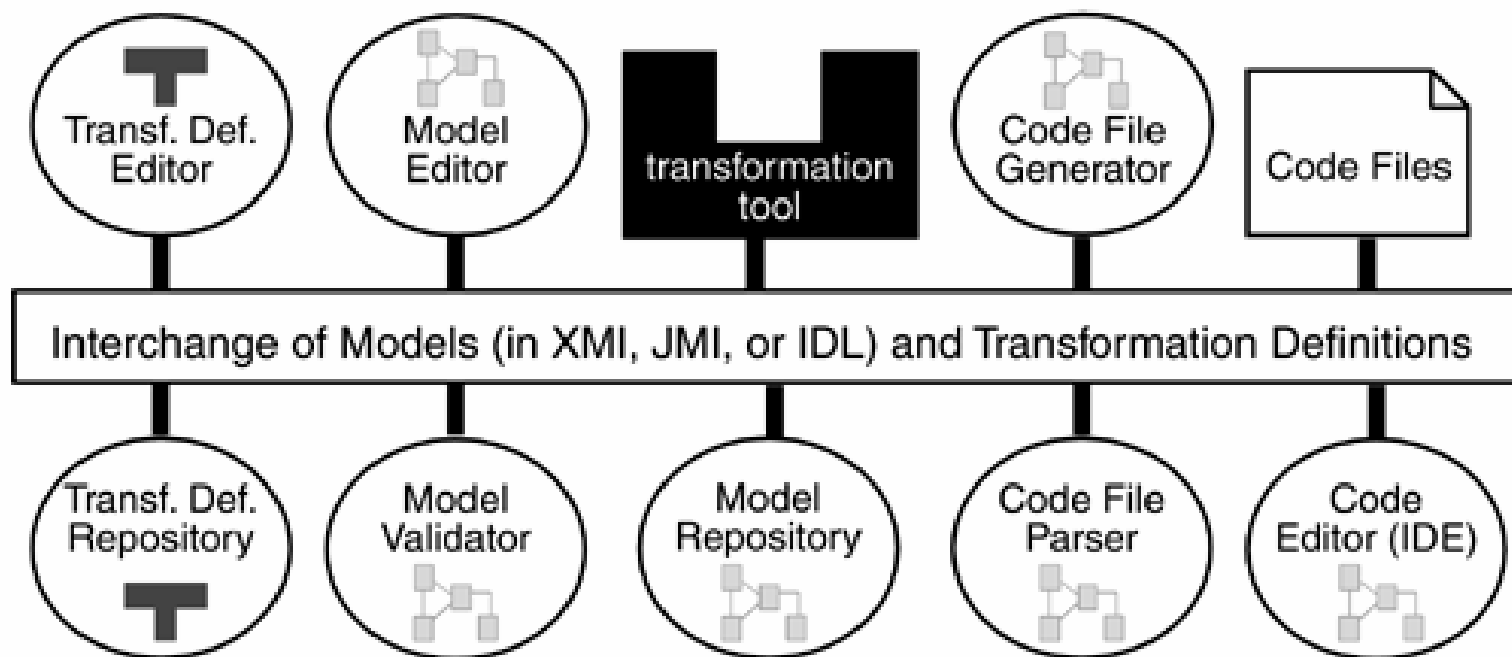 Transf. Def.
Editor
Model
Editor
transformation
tool
Code File
Generator
Code Files
Interchange of Models (in XMI, JMI, or IDL) and Transformation Definitions
Transf. Def.
Repository
Model
Validator
Model
Repository
Code File
Parser
Code
Editor (IDE)